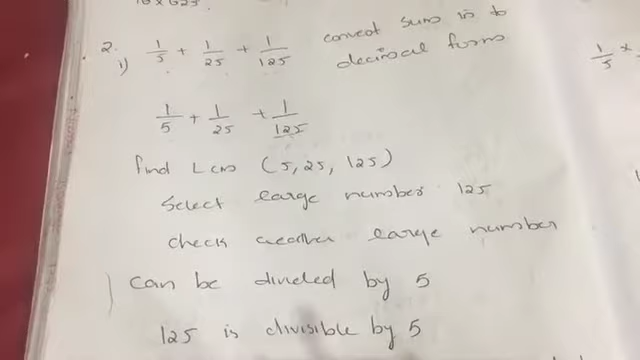 2.
i) 1/5 + 1/25 + 1/125 convert sum in to
decimal form
1/5 + 1/25 + 1/125
find LCM (5, 25, 125)
Select large number 125
check large number
can be divided by 5
125 is divisible by 5
1/5 ×